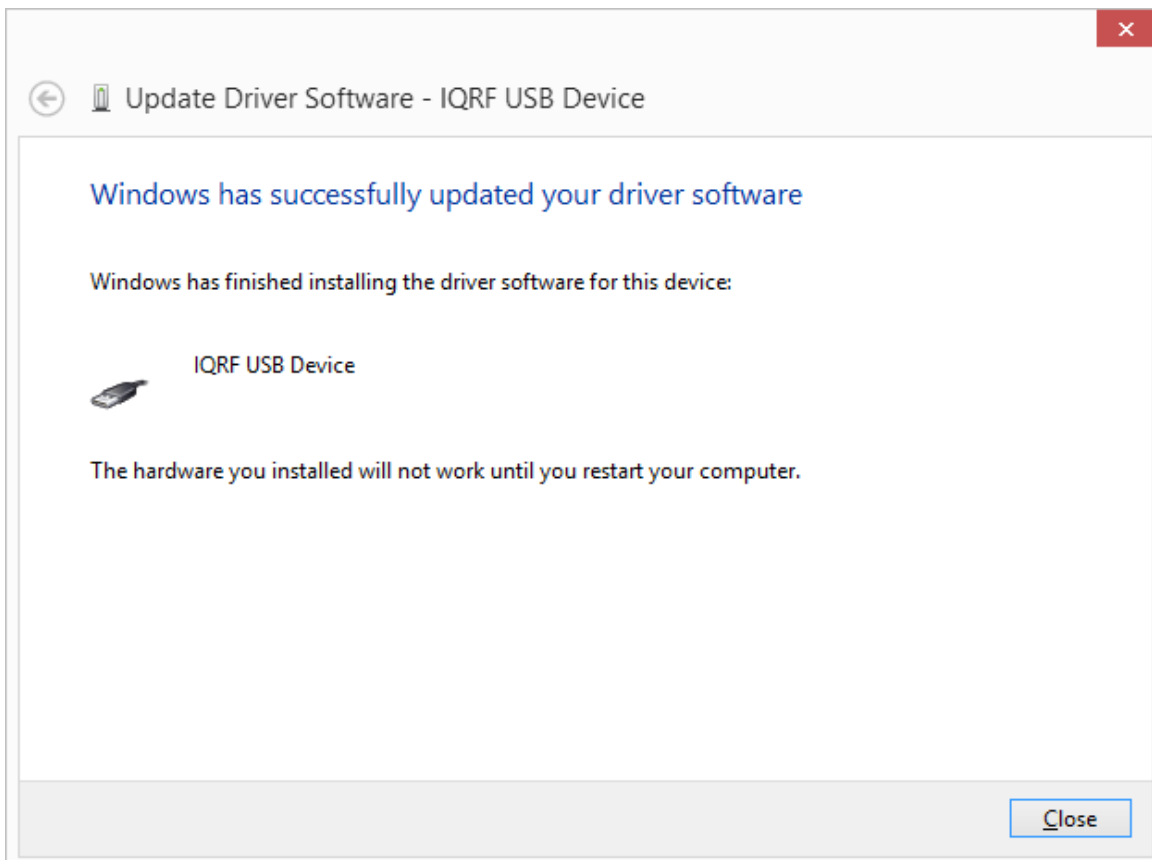 Update Driver Software - IQRF USB Device
Windows has successfully updated your driver software
Windows has finished installing the driver software for this device:
IQRF USB Device
The hardware you installed will not work until you restart your computer.
Close